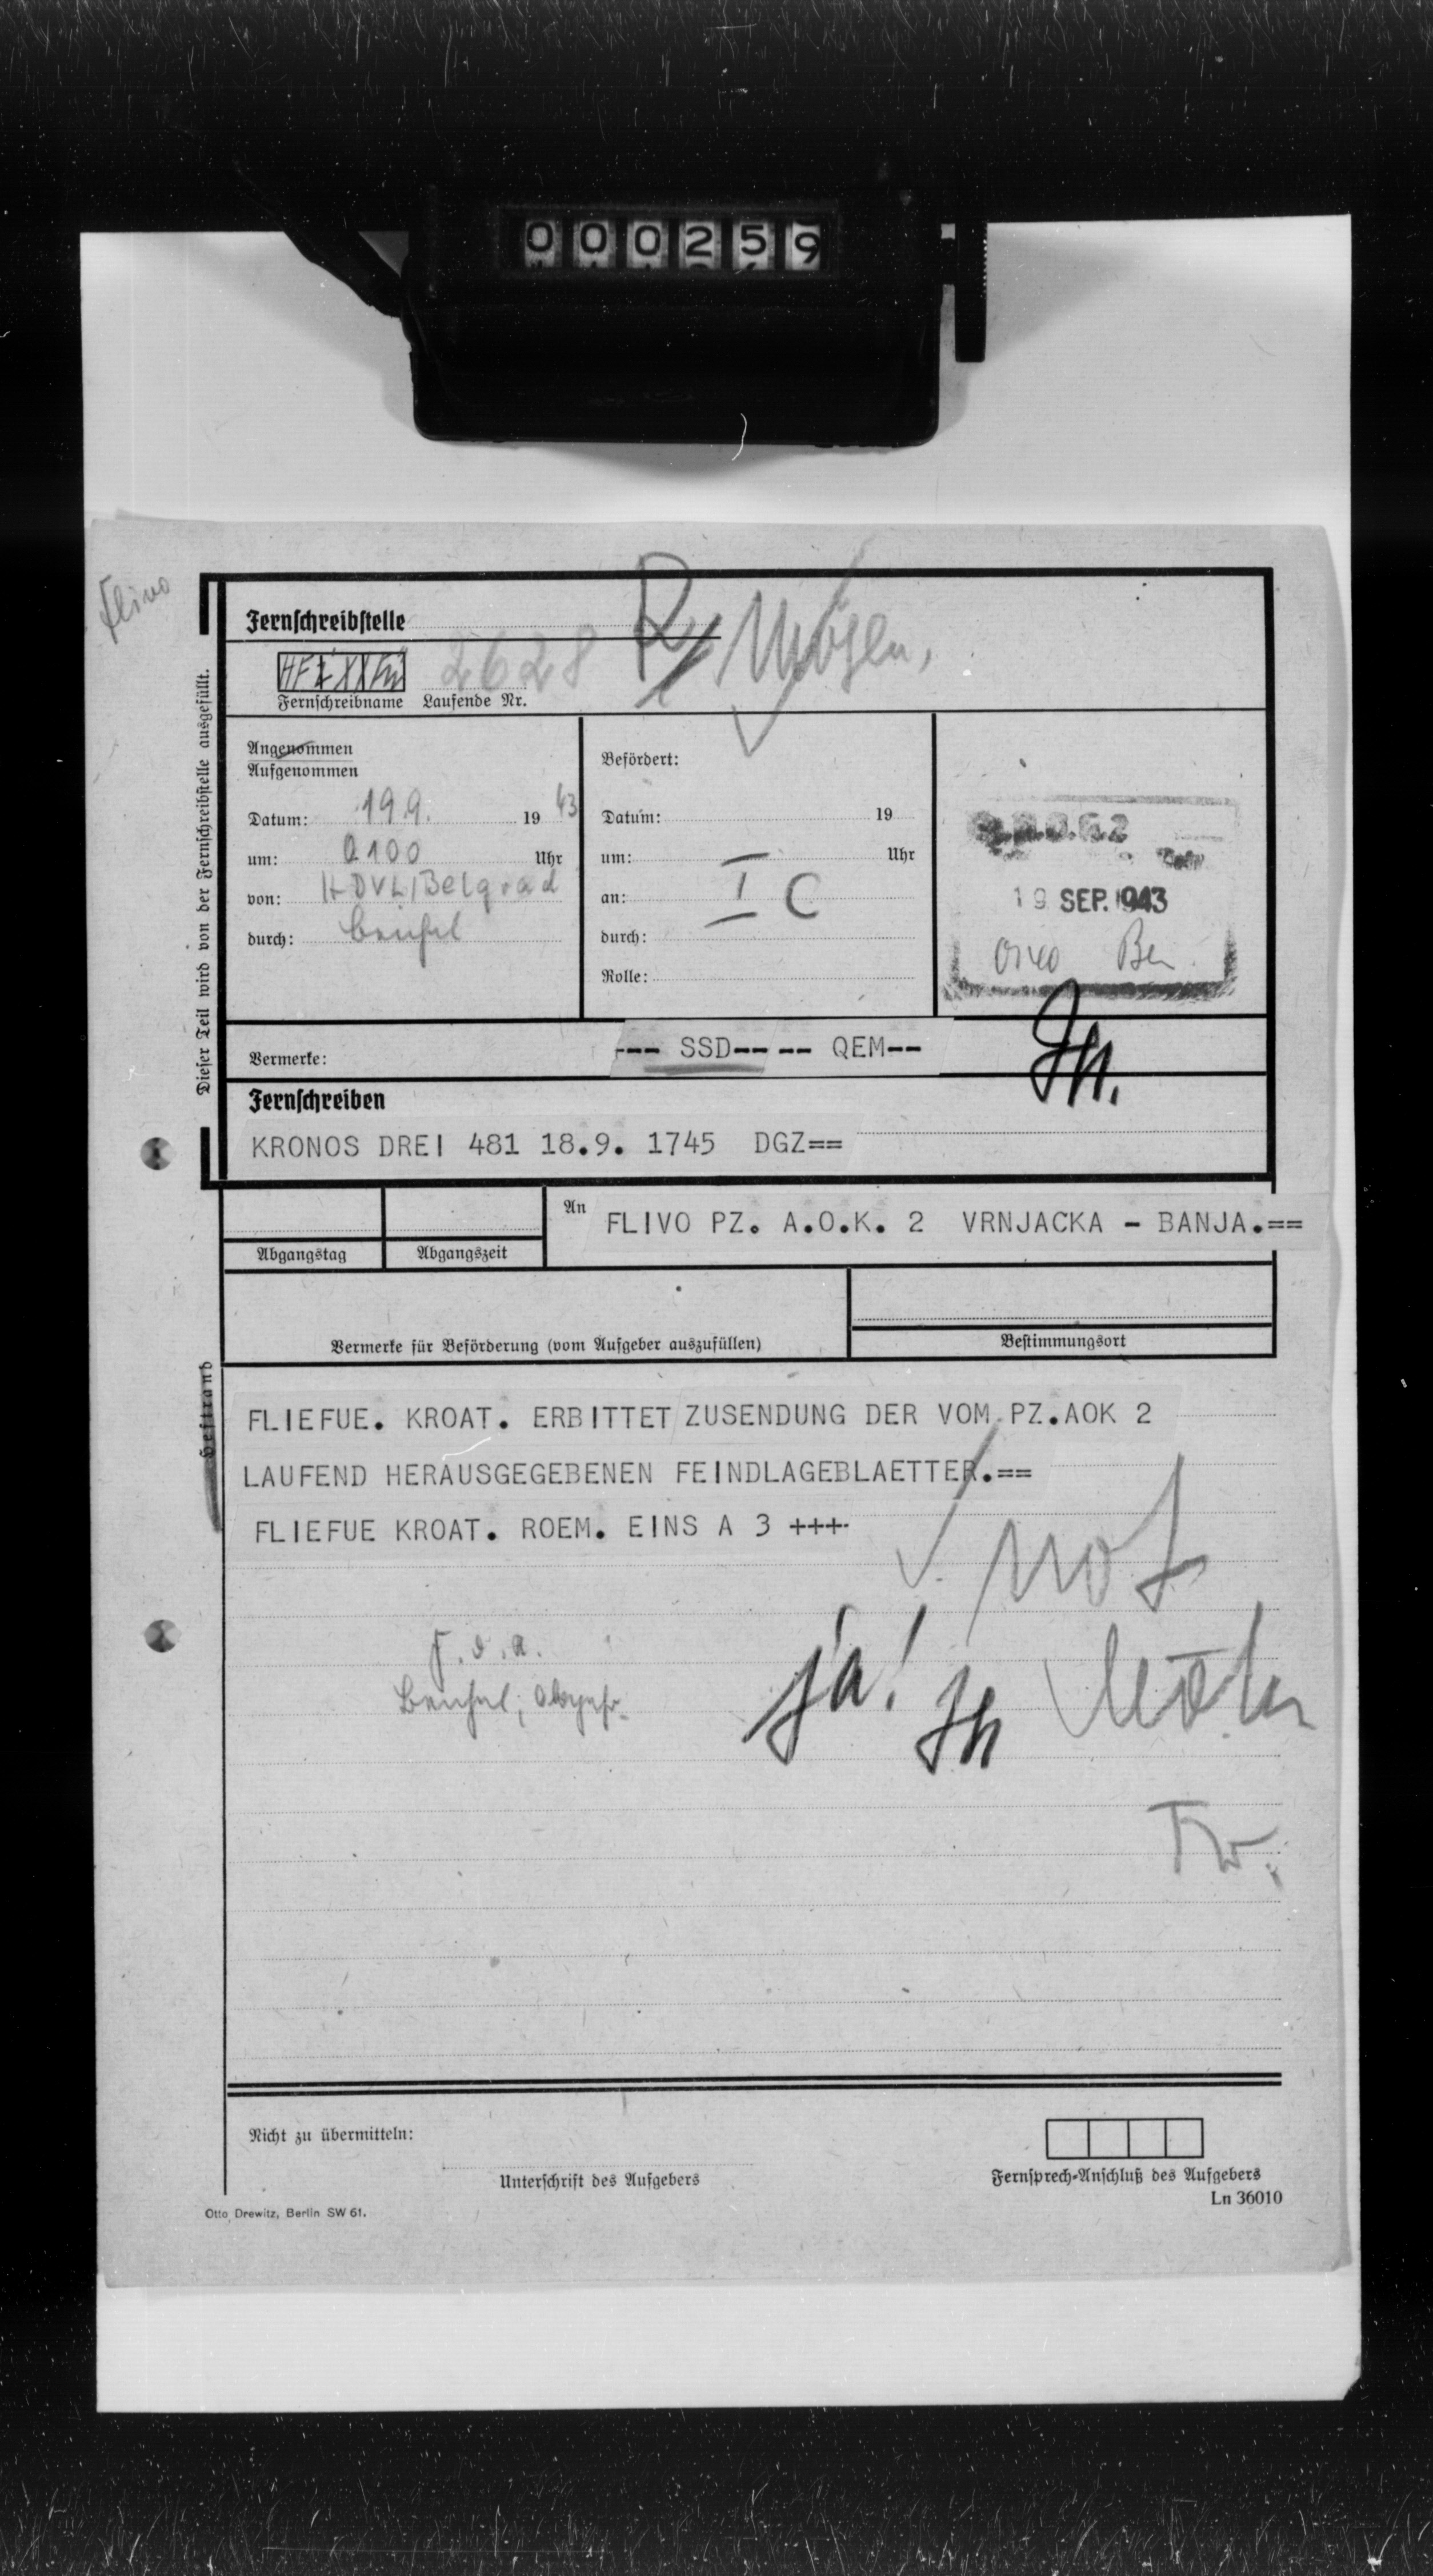 000259
Flivo
Fernschreibstelle
2628
Fernschreibname Laufende Nr.
Dieser Teil wird von der Fernschreibstelle ausgefüllt.
Angenommen
Aufgenommen
Datum: 19.9. 1943
um: 0100 Uhr
von: HDVL/Belgrad
durch:
Befördert:
Datum: 19
um: Uhr
an: I C
durch:
Rolle:
19 SEP. 1943
Vermerke: --- SSD-- -- QEM--
Fernschreiben
KRONOS DREI 481 18.9. 1745 DGZ==
Abgangstag
Abgangszeit
An FLIVO PZ. A.O.K. 2 VRNJACKA - BANJA.==
Vermerke für Beförderung (vom Aufgeber auszufüllen)
Bestimmungsort
Heftrand
FLIEFUE. KROAT. ERBITTET ZUSENDUNG DER VOM PZ.AOK 2
LAUFEND HERAUSGEGEBENEN FEINDLAGEBLAETTER.==
FLIEFUE KROAT. ROEM. EINS A 3 +++
ja!
Nicht zu übermitteln:
Unterschrift des Aufgebers
Fernsprech-Anschluß des Aufgebers
Ln 36010
Otto Drewitz, Berlin SW 61.